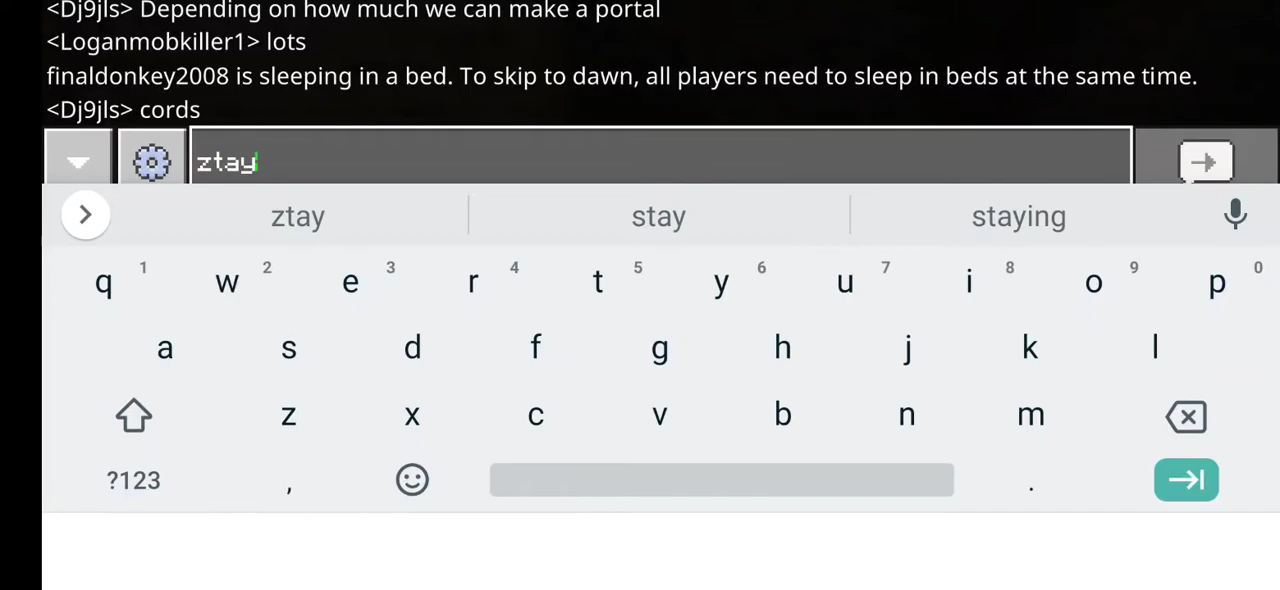 <Dj9jls> Depending on how much we can make a portal
<Loganmobkiller1> lots
finaldonkey2008 is sleeping in a bed. To skip to dawn, all players need to sleep in beds at the same time.
<Dj9jls> cords
ztay
ztay stay staying
q 1 w 2 e 3 r 4 t 5 y 6 u 7 i 8 o 9 p 0
a s d f g h j k l
z x c v b n m
?123 , .